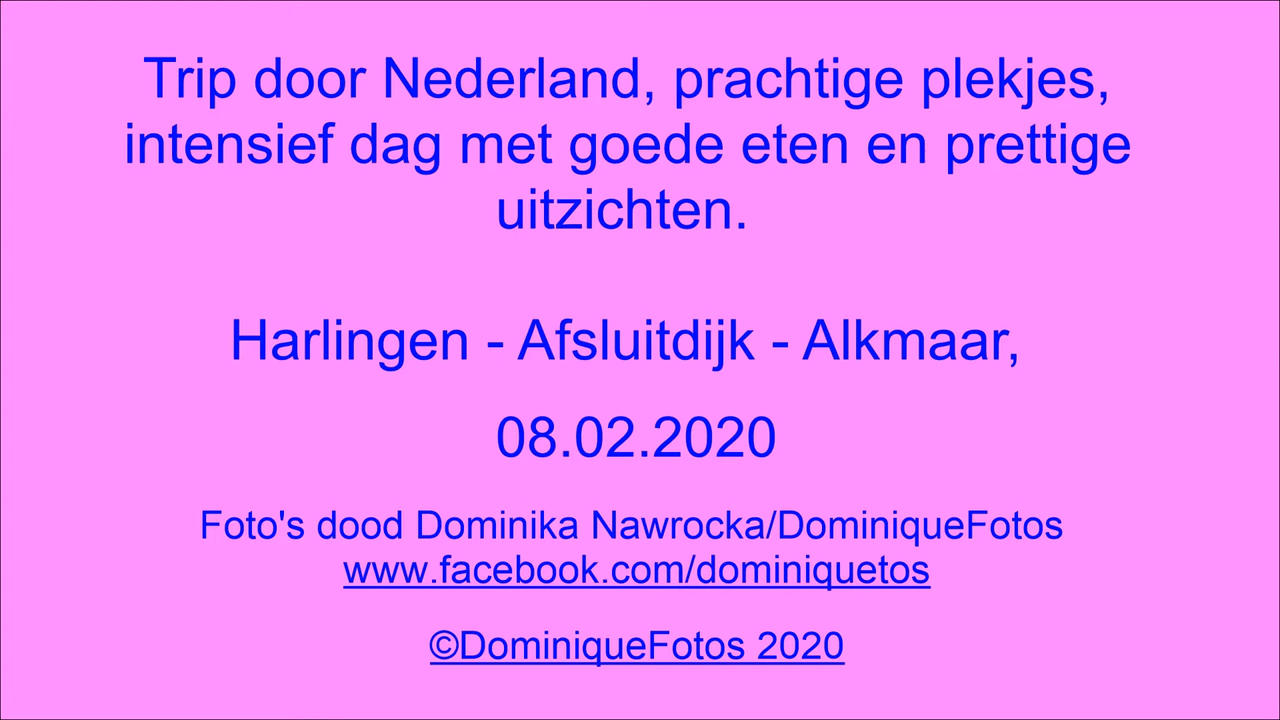 Trip door Nederland, prachtige plekjes,
intensief dag met goede eten en prettige
uitzichten.
Harlingen - Afsluitdijk - Alkmaar,
08.02.2020
Foto's dood Dominika Nawrocka/DominiqueFotos
www.facebook.com/dominiquetos
©DominiqueFotos 2020